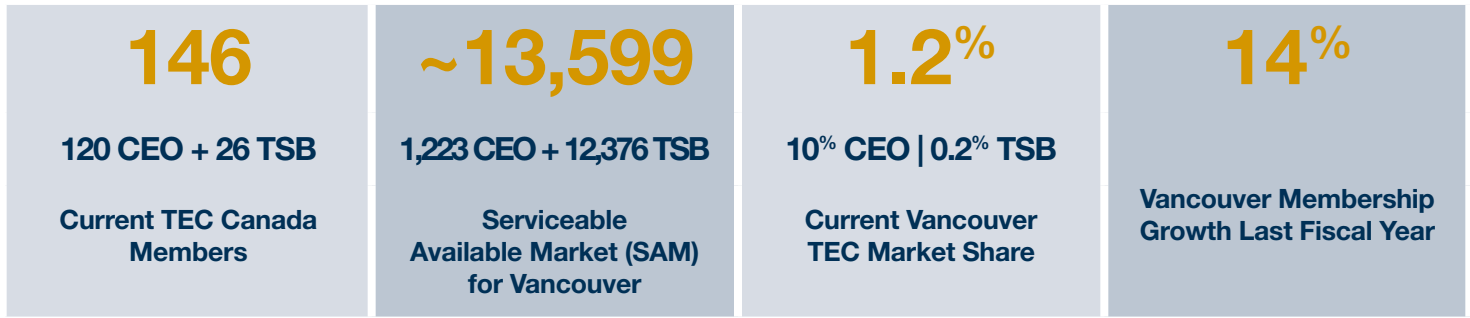 146
120 CEO + 26 TSB
Current TEC Canada
Members
~13,599
1,223 CEO + 12,376 TSB
Serviceable
Available Market (SAM)
for Vancouver
1.2%
10% CEO | 0.2% TSB
Current Vancouver
TEC Market Share
14%
Vancouver Membership
Growth Last Fiscal Year